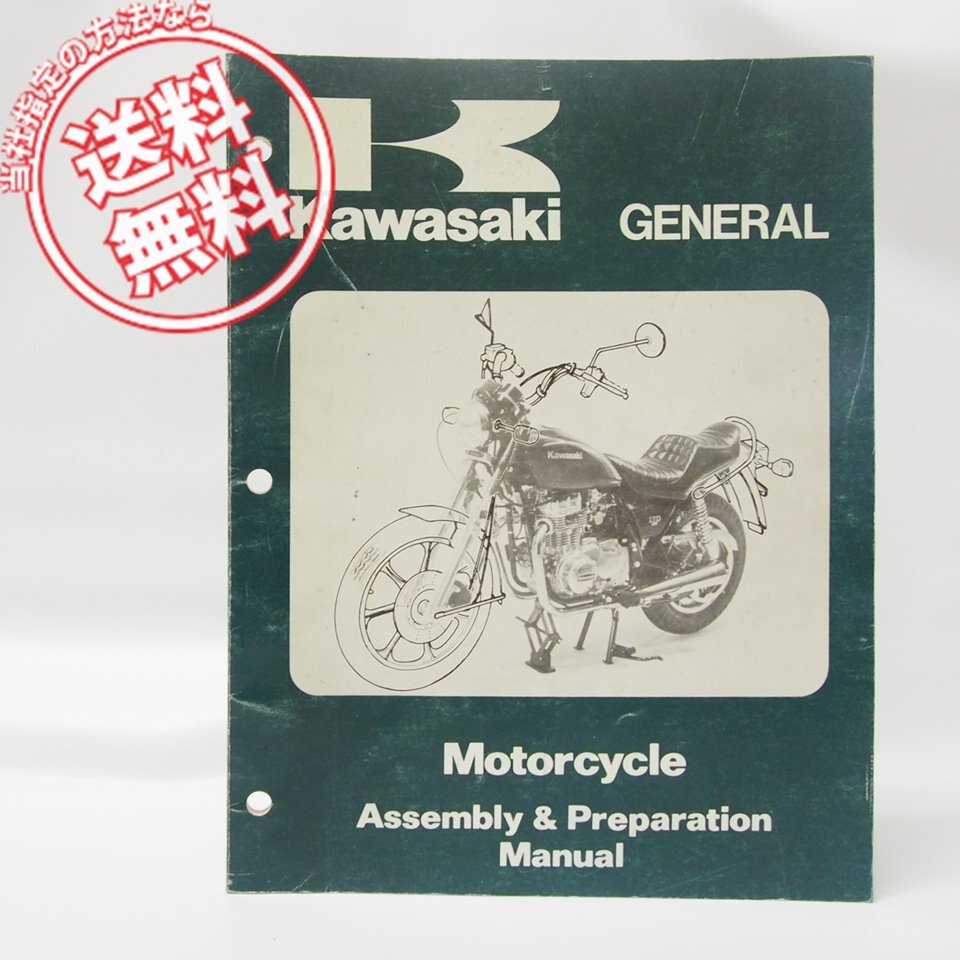 当社指定の方法なら
送料
無料
Kawasaki GENERAL
Kawasaki
Motorcycle
Assembly & Preparation
Manual